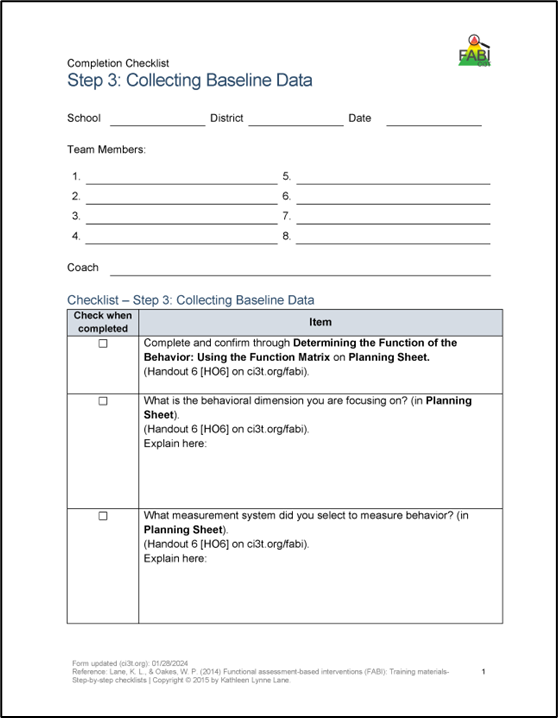 FABI
Completion Checklist
Step 3: Collecting Baseline Data
School District Date
Team Members:
1. 5.
2. 6.
3. 7.
4. 8.
Coach
Checklist – Step 3: Collecting Baseline Data
Check when
completed
Item
Complete and confirm through Determining the Function of the
Behavior: Using the Function Matrix on Planning Sheet.
(Handout 6 [HO6] on ci3t.org/fabi).
What is the behavioral dimension you are focusing on? (in Planning
Sheet).
(Handout 6 [HO6] on ci3t.org/fabi).
Explain here:
What measurement system did you select to measure behavior? (in
Planning Sheet).
(Handout 6 [HO6] on ci3t.org/fabi).
Explain here:
Form updated (ci3t.org): 01/28/2024
Reference: Lane, K. L., & Oakes, W. P. (2014) Functional assessment-based interventions (FABI): Training materials- 1
Step-by-step checklists | Copyright © 2015 by Kathleen Lynne Lane.